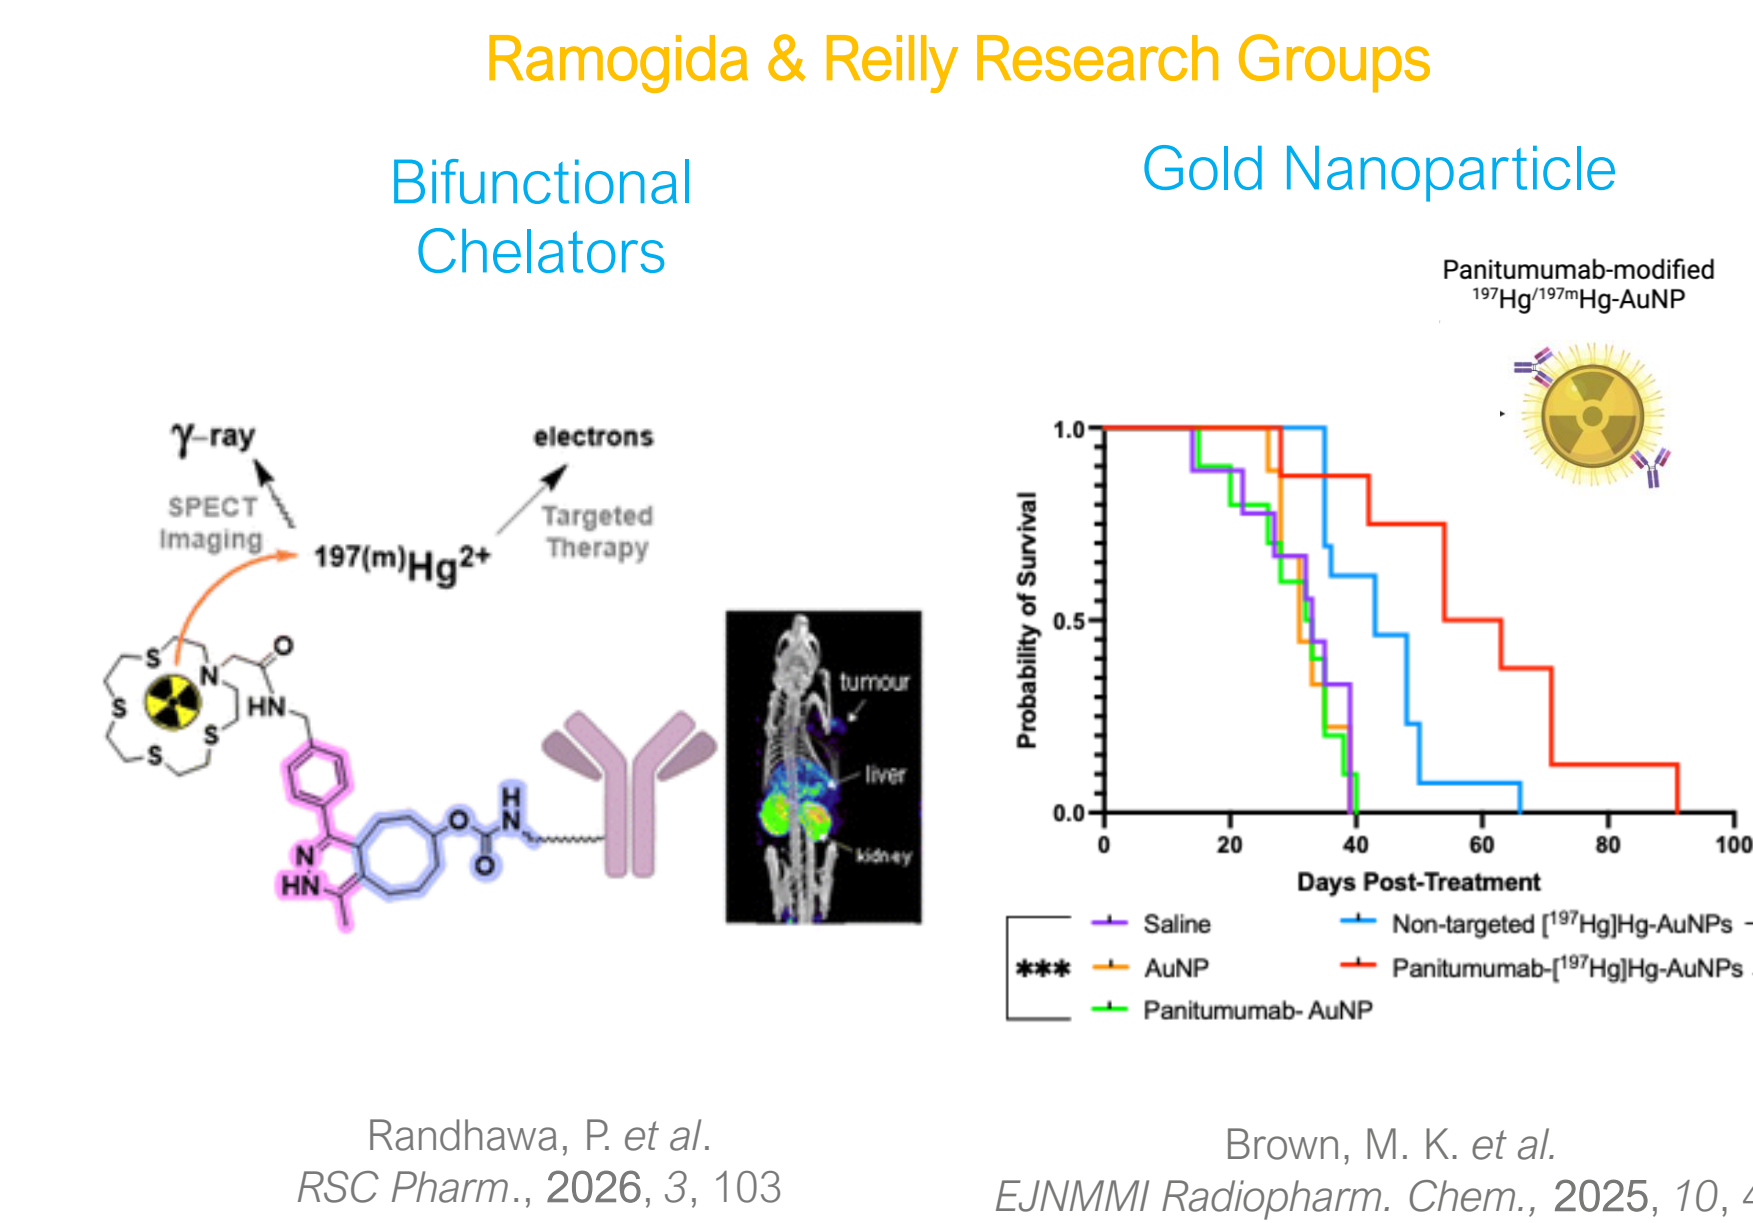 Ramogida & Reilly Research Groups
Bifunctional
Chelators
γ-ray
electrons
SPECT
Imaging
Targeted
Therapy
197(m)Hg2+
S
N
O
HN
S
S
S
N
HN
O
O
H
N
tumour
liver
kidney
Randhawa, P. et al.
RSC Pharm., 2026, 3, 103
Gold Nanoparticle
Panitumumab-modified
197Hg/197mHg-AuNP
Probability of Survival
1.0
0.5
0.0
0 20 40 60 80 100
Days Post-Treatment
***
Saline
AuNP
Panitumumab- AuNP
Non-targeted [197Hg]Hg-AuNPs
Panitumumab-[197Hg]Hg-AuNPs
Brown, M. K. et al.
EJNMMI Radiopharm. Chem., 2025, 10,